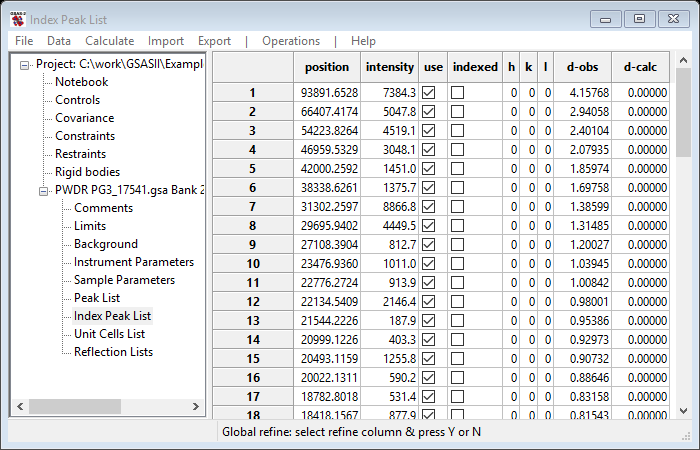 Index Peak List
File Data Calculate Import Export | Operations | Help
Project: C:\work\GSASII\Exampl
Notebook
Controls
Covariance
Constraints
Restraints
Rigid bodies
PWDR PG3_17541.gsa Bank 2
Comments
Limits
Background
Instrument Parameters
Sample Parameters
Peak List
Index Peak List
Unit Cells List
Reflection Lists
position intensity use indexed h k l d-obs d-calc
1 93891.6528 7384.3 0 0 0 4.15768 0.00000
2 66407.4174 5047.8 0 0 0 2.94058 0.00000
3 54223.8264 4519.1 0 0 0 2.40104 0.00000
4 46959.5329 3048.1 0 0 0 2.07935 0.00000
5 42000.2592 1451.0 0 0 0 1.85974 0.00000
6 38338.6261 1375.7 0 0 0 1.69758 0.00000
7 31302.2597 8866.8 0 0 0 1.38599 0.00000
8 29695.9402 4449.5 0 0 0 1.31485 0.00000
9 27108.3904 812.7 0 0 0 1.20027 0.00000
10 23476.9360 1011.0 0 0 0 1.03945 0.00000
11 22776.2724 913.9 0 0 0 1.00842 0.00000
12 22134.5409 2146.4 0 0 0 0.98001 0.00000
13 21544.2226 187.9 0 0 0 0.95386 0.00000
14 20999.1226 403.3 0 0 0 0.92973 0.00000
15 20493.1159 1255.8 0 0 0 0.90732 0.00000
16 20022.1311 590.2 0 0 0 0.88646 0.00000
17 18782.8018 531.4 0 0 0 0.83158 0.00000
18 18418.1567 877.9 0 0 0 0.81543 0.00000
Global refine: select refine column & press Y or N